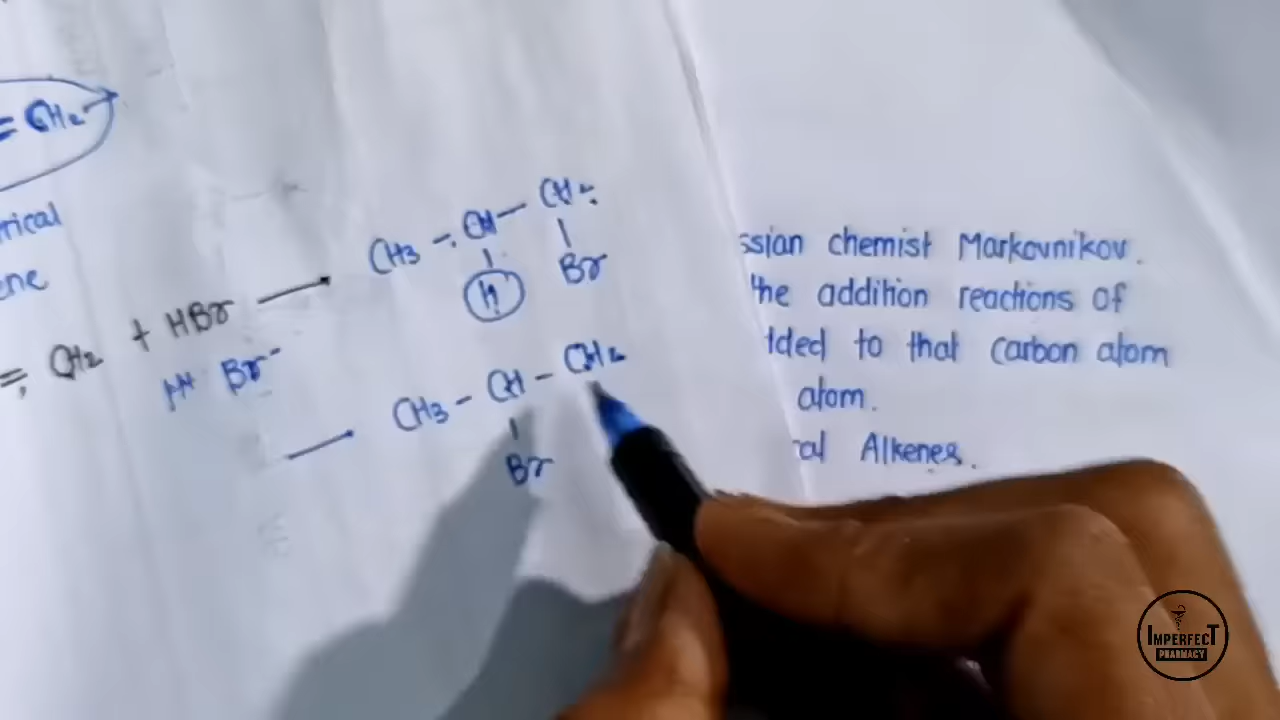 = CH2
rical
ene
= CH2 + HBr
H+ Br-
CH3 - CH - CH2
H Br
CH3 - CH - CH2
Br
ssian chemist Markovnikov.
the addition reactions of
dded to that carbon atom
atom.
al Alkenes.
IMPERFECT
PHARMACY